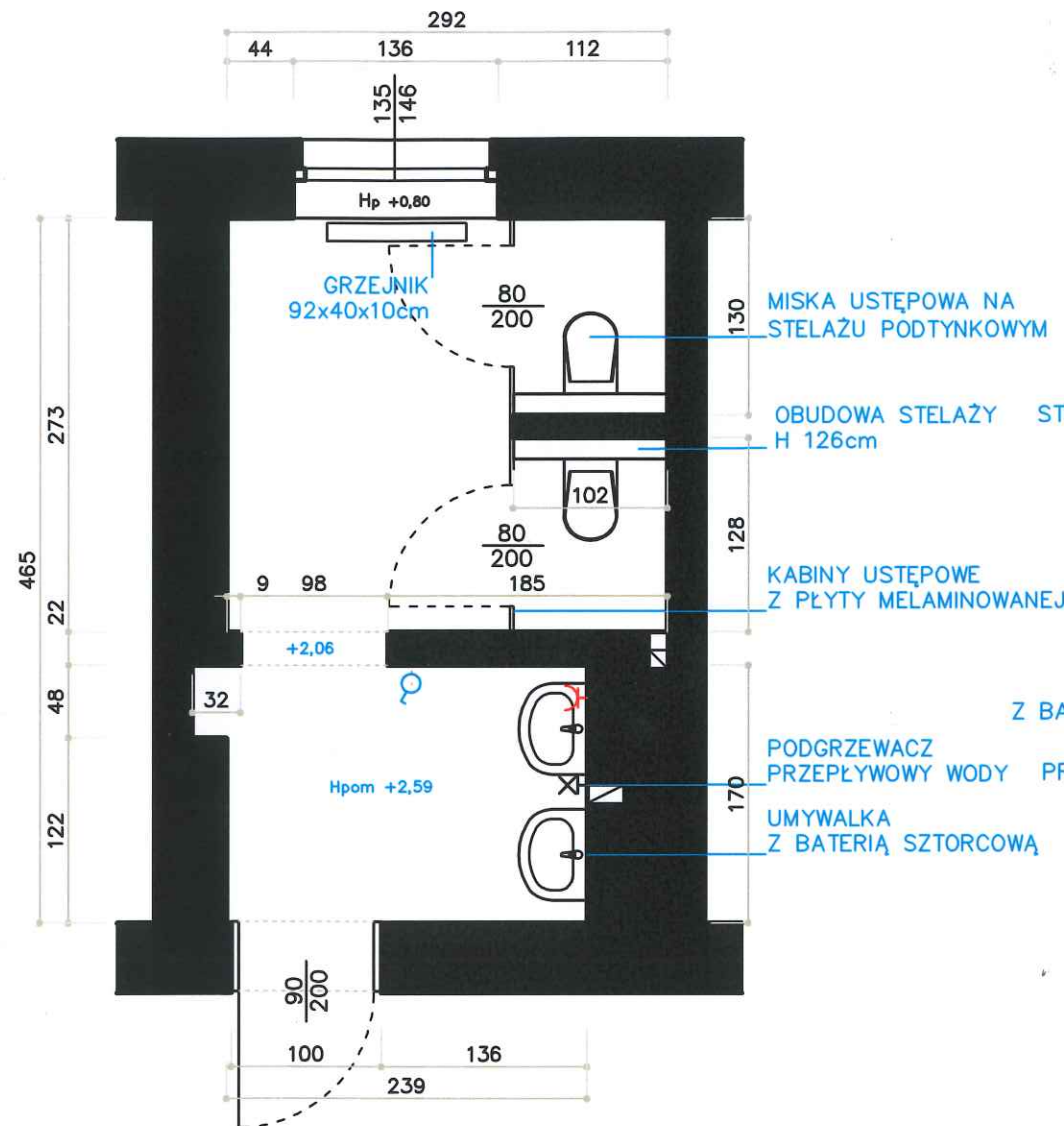 292
44 136 112
135
146
Hp +0,80
GRZEJNIK
92x40x10cm
80
200
130
MISKA USTĘPOWA NA
STELAŻU PODTYNKOWYM
273
OBUDOWA STELAŻY ST
H 126cm
102
80
200
128
465
9 98 185
22
KABINY USTĘPOWE
Z PŁYTY MELAMINOWANEJ
+2,06
32
48
Z BA
PODGRZEWACZ
PRZEPŁYWOWY WODY PR
Hpom +2,59
170
122
UMYWALKA
Z BATERIĄ SZTORCOWĄ
90
200
100 136
239